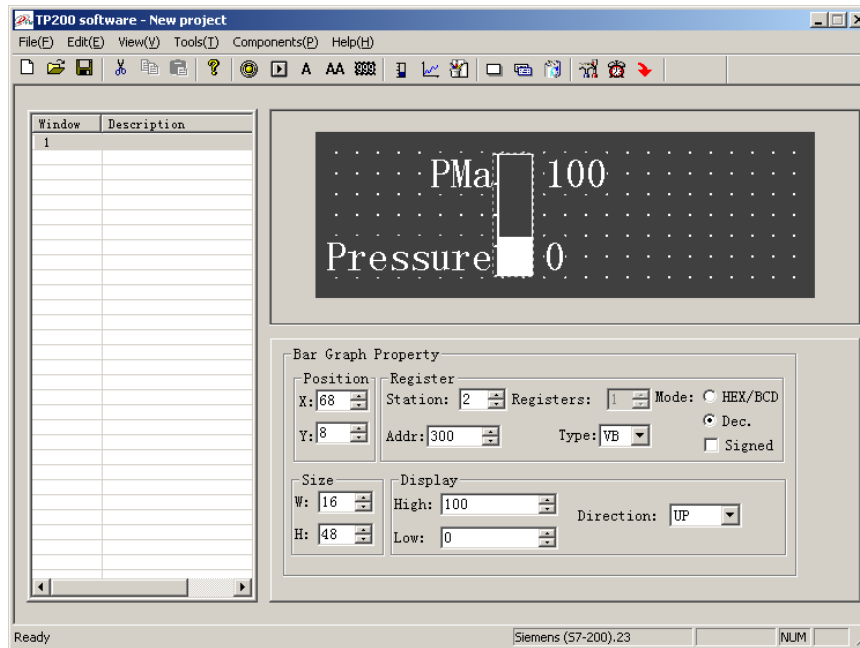 TP200 software - New project
File(F) Edit(E) View(V) Tools(T) Components(P) Help(H)
A AA
Window Description
1
PMa 100
Pressure 0
Bar Graph Property
Position Register
X: 68 Station: 2 Registers: 1 Mode: HEX/BCD
Dec.
Y: 8 Addr: 300 Type: VB
Signed
Size Display
W: 16 High: 100
Direction: UP
H: 48 Low: 0
Ready Siemens (S7-200).23 NUM